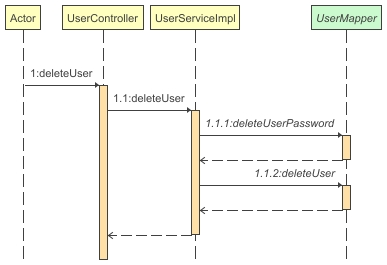 Actor
UserController
UserServiceImpl
UserMapper
1:deleteUser
1.1:deleteUser
1.1.1:deleteUserPassword
1.1.2:deleteUser